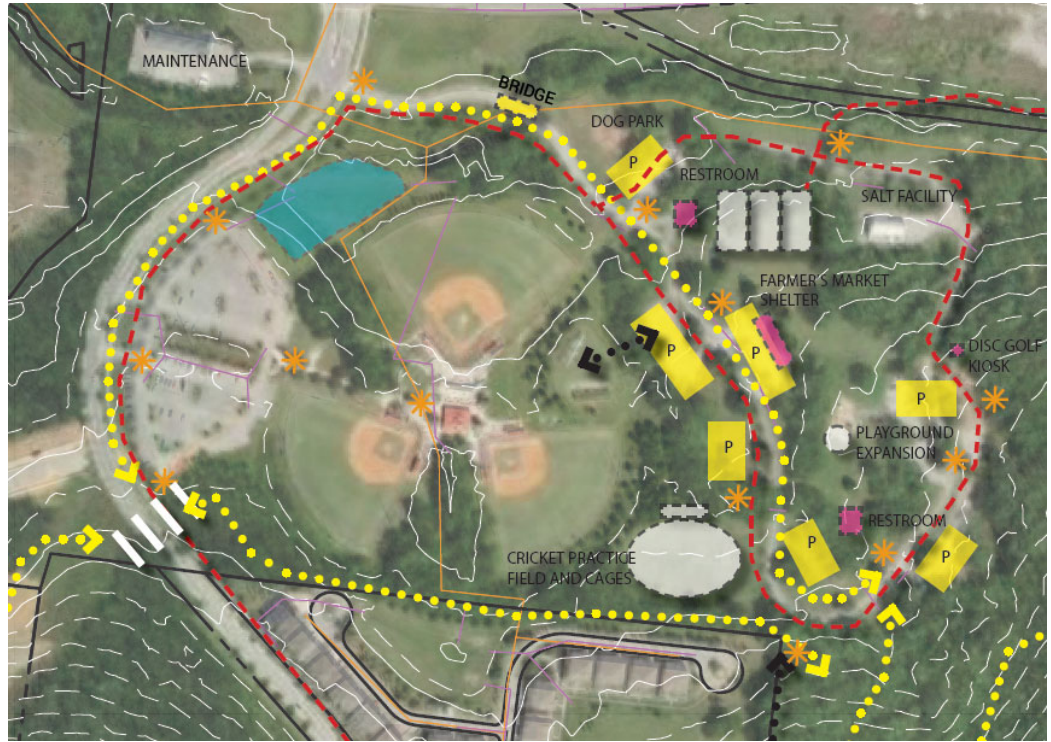 MAINTENANCE
BRIDGE
DOG PARK
P
RESTROOM
SALT FACILITY
FARMER'S MARKET
SHELTER
P
P
DISC GOLF
KIOSK
P
PLAYGROUND
EXPANSION
P
RESTROOM
P
P
CRICKET PRACTICE
FIELD AND CAGES